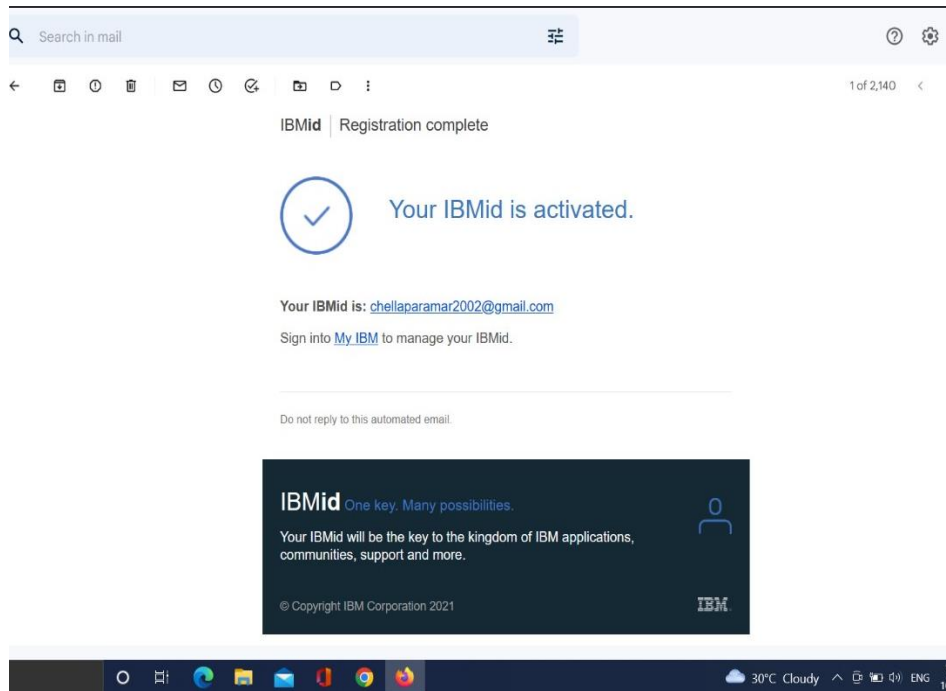 Search in mail
1 of 2,140
IBMid Registration complete
Your IBMid is activated.
Your IBMid is: chellaparamar2002@gmail.com
Sign into My IBM to manage your IBMid.
Do not reply to this automated email.
IBMid One key. Many possibilities.
Your IBMid will be the key to the kingdom of IBM applications,
communities, support and more.
© Copyright IBM Corporation 2021
IBM.
30°C Cloudy ENG